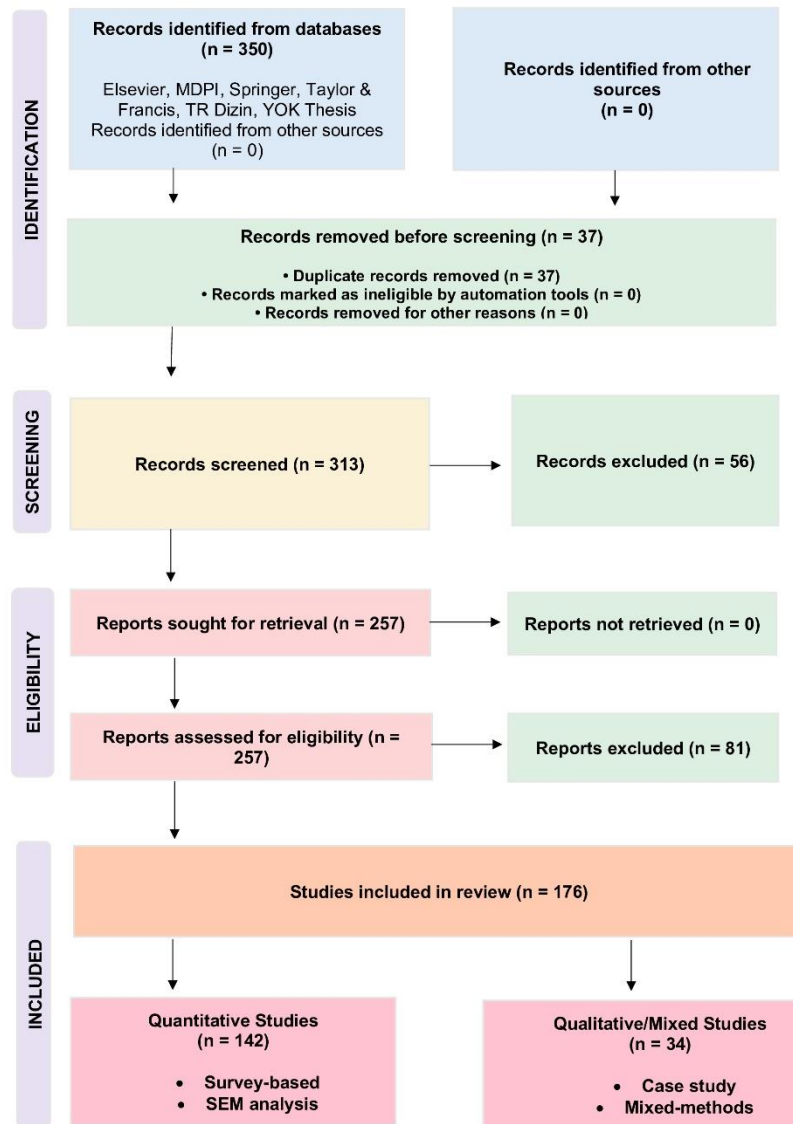 IDENTIFICATION
Records identified from databases
(n = 350)
Elsevier, MDPI, Springer, Taylor &
Francis, TR Dizin, YOK Thesis
Records identified from other sources
(n = 0)
Records identified from other
sources
(n = 0)
Records removed before screening (n = 37)
• Duplicate records removed (n = 37)
• Records marked as ineligible by automation tools (n = 0)
• Records removed for other reasons (n = 0)
SCREENING
Records screened (n = 313)
Records excluded (n = 56)
ELIGIBILITY
Reports sought for retrieval (n = 257)
Reports not retrieved (n = 0)
Reports assessed for eligibility (n =
257)
Reports excluded (n = 81)
INCLUDED
Studies included in review (n = 176)
Quantitative Studies
(n = 142)
• Survey-based
• SEM analysis
Qualitative/Mixed Studies
(n = 34)
• Case study
• Mixed-methods